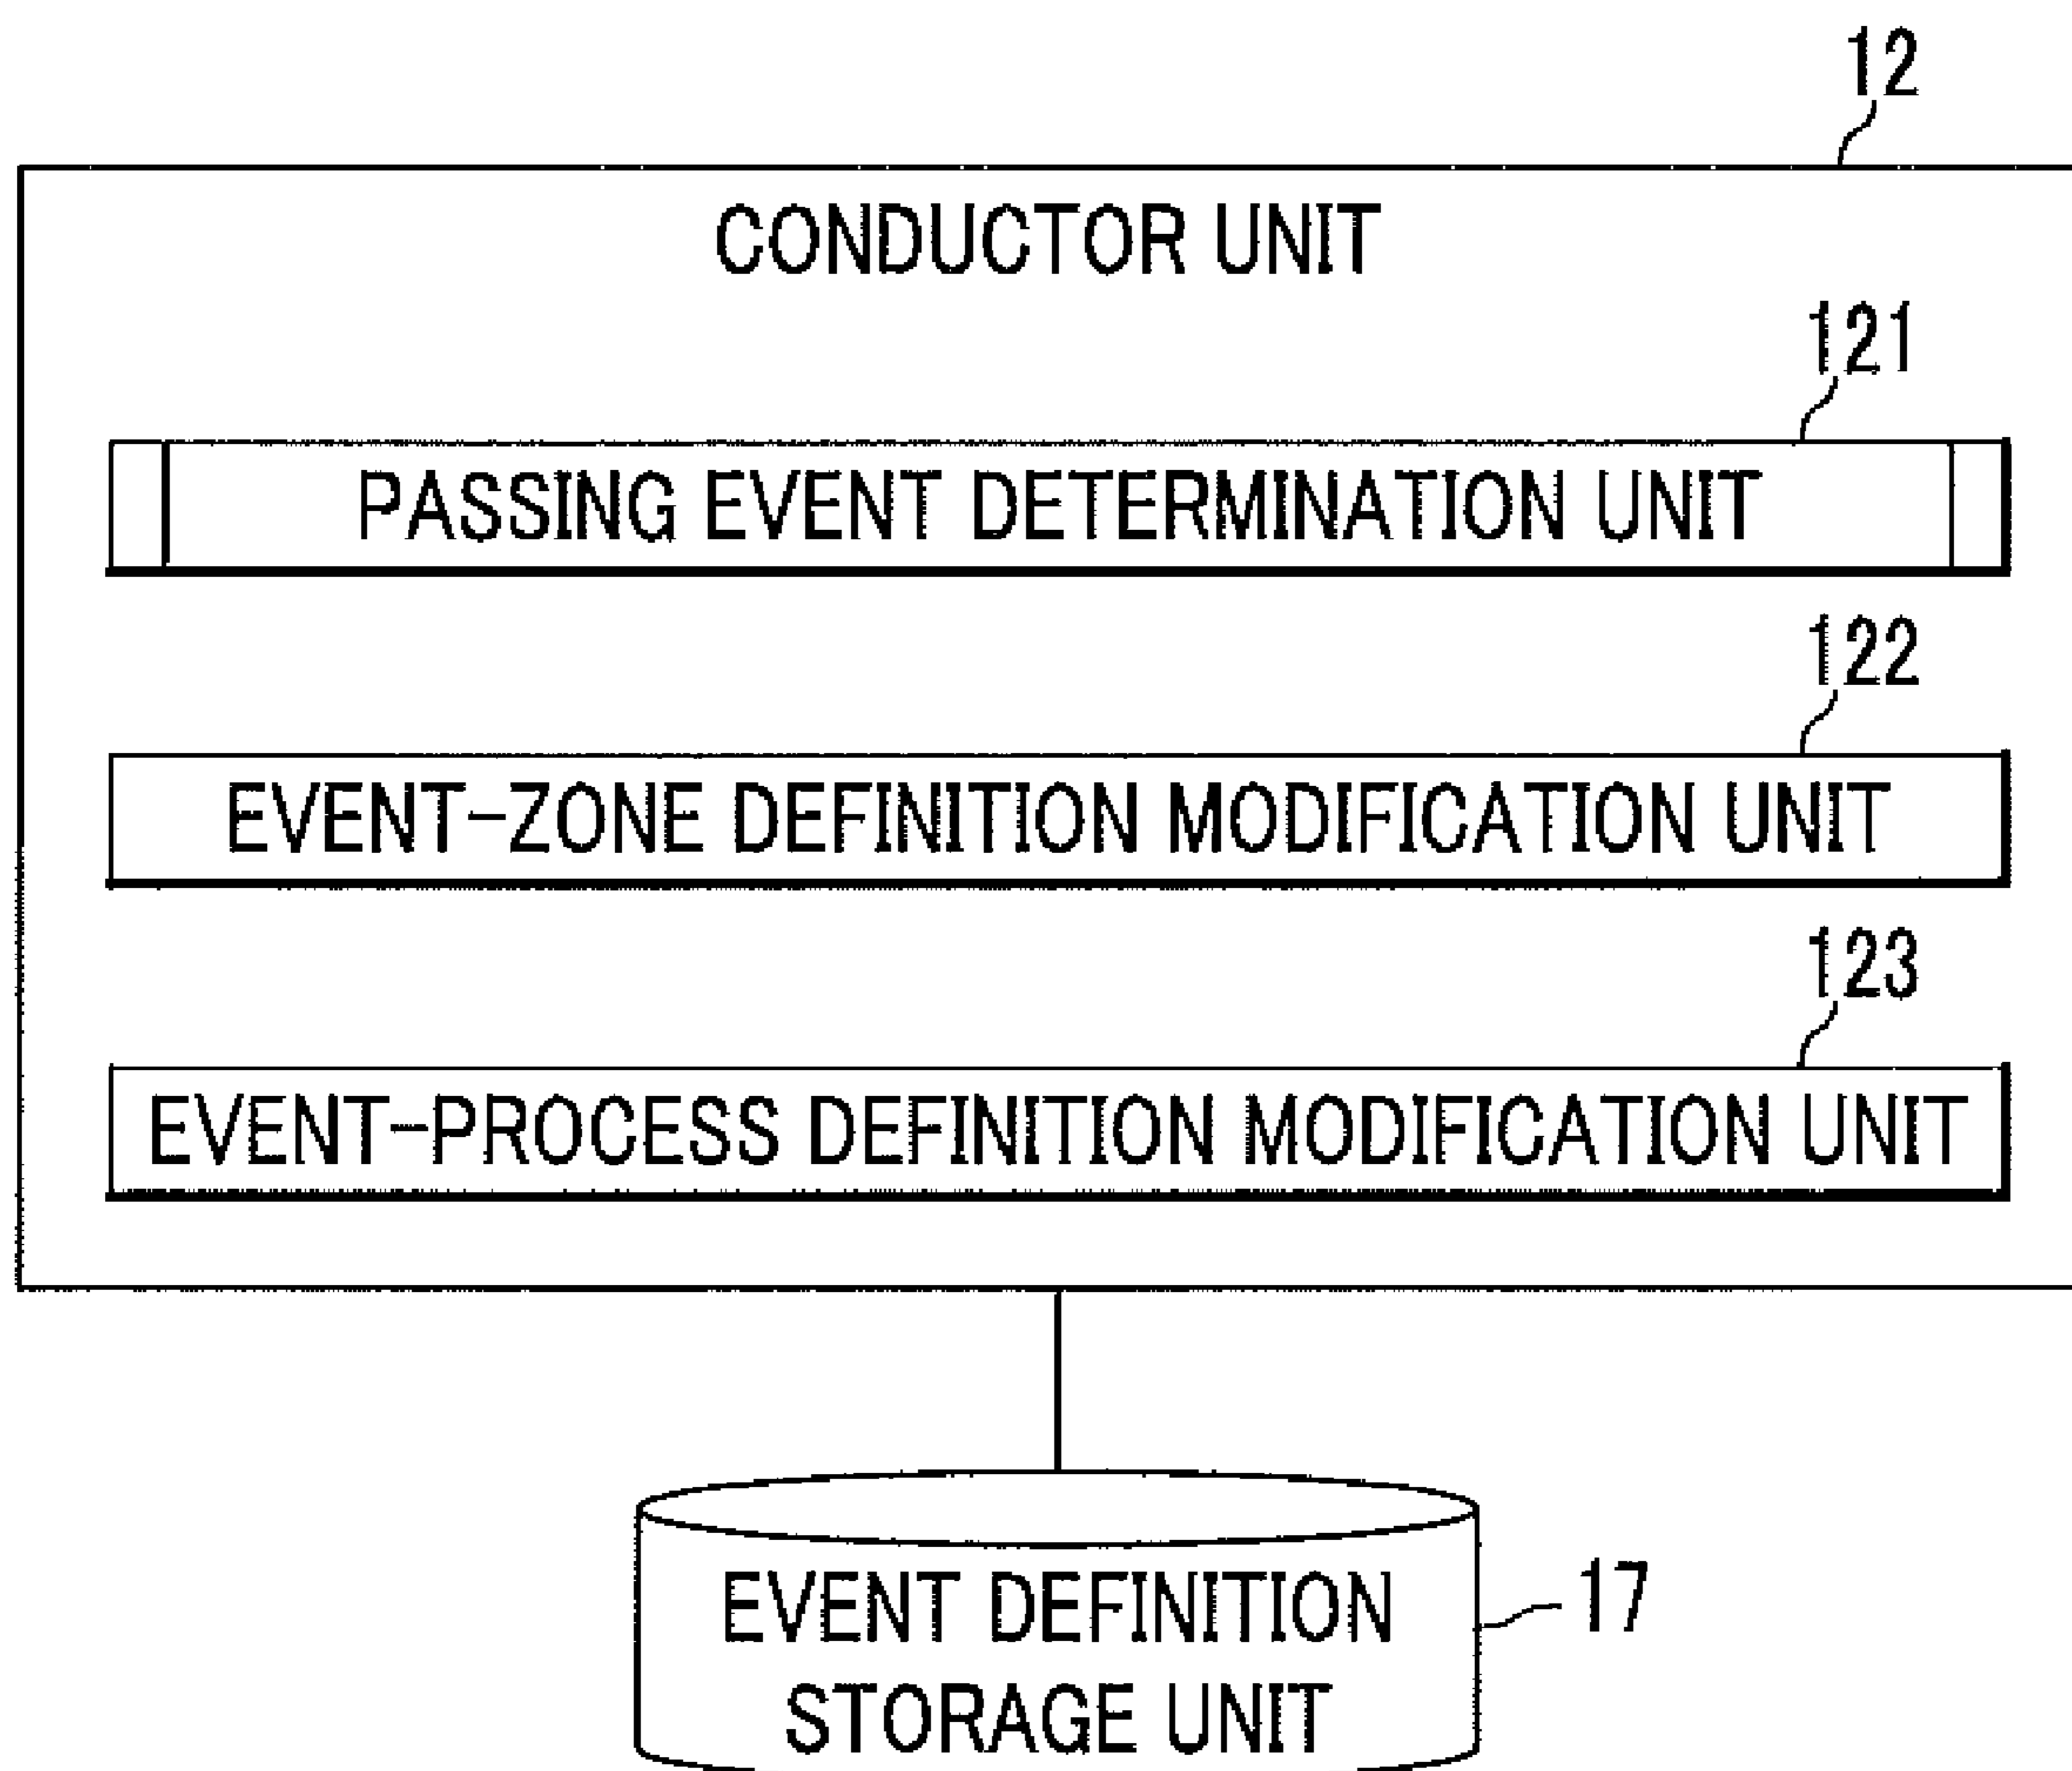 12
CONDUCTOR UNIT
121
PASSING EVENT DETERMINATION UNIT
122
EVENT-ZONE DEFINITION MODIFICATION UNIT
123
EVENT-PROCESS DEFINITION MODIFICATION UNIT
EVENT DEFINITION
17
STORAGE UNIT